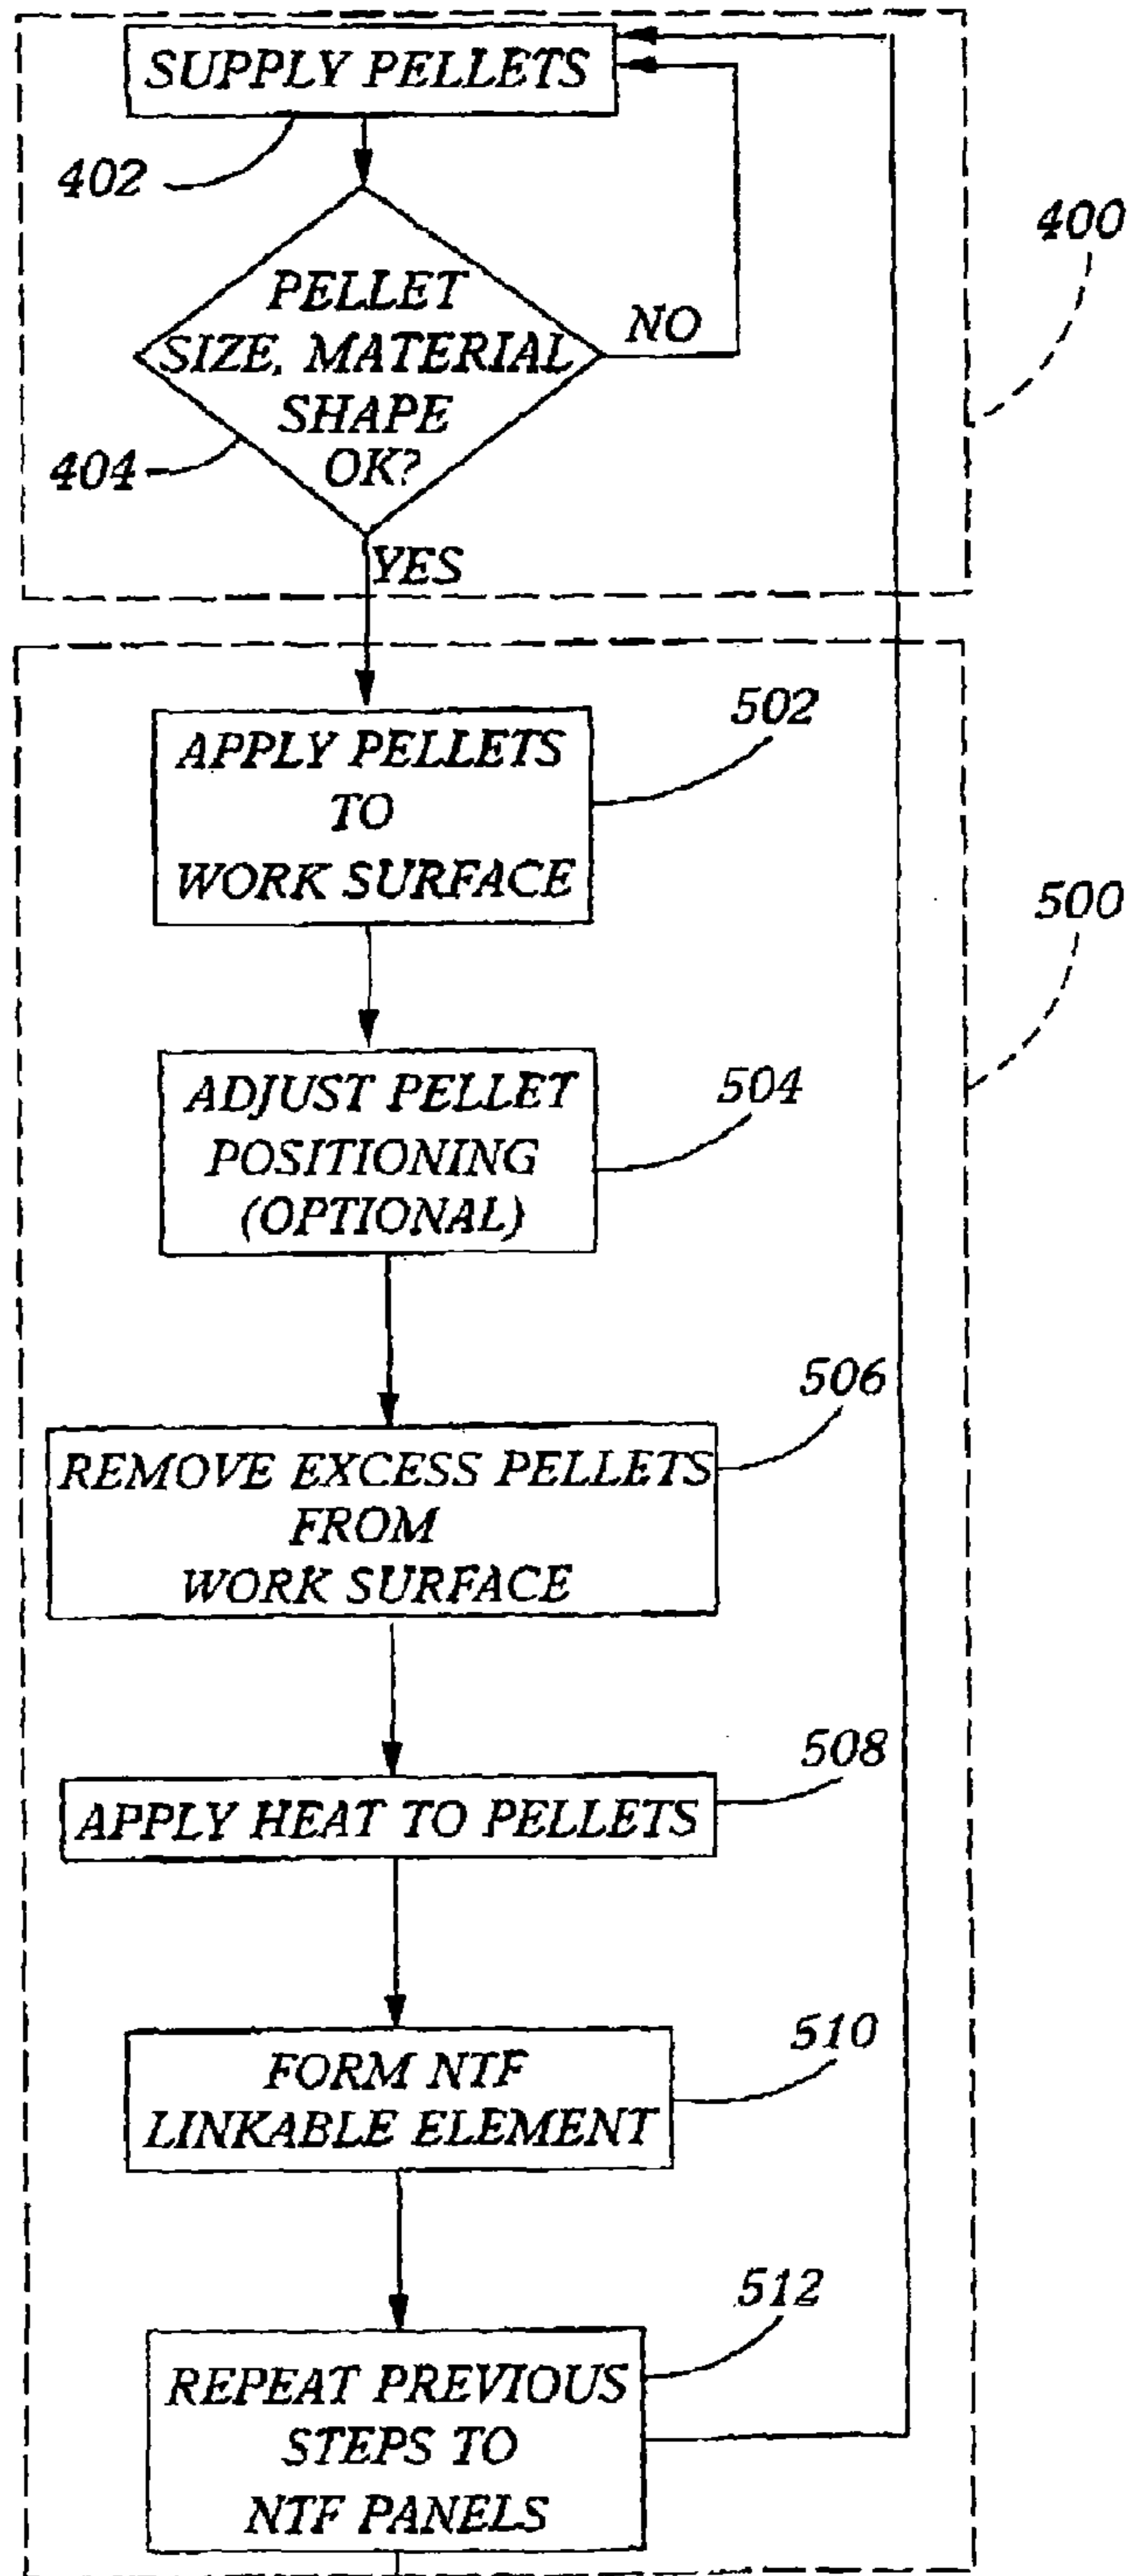 SUPPLY PELLETS
402
400
PELLET
SIZE, MATERIAL
SHAPE
OK?
NO
404
YES
502
APPLY PELLETS
TO
WORK SURFACE
500
504
ADJUST PELLET
POSITIONING
(OPTIONAL)
506
REMOVE EXCESS PELLETS
FROM
WORK SURFACE
508
APPLY HEAT TO PELLETS
510
FORM NTF
LINKABLE ELEMENT
512
REPEAT PREVIOUS
STEPS TO
NTF PANELS